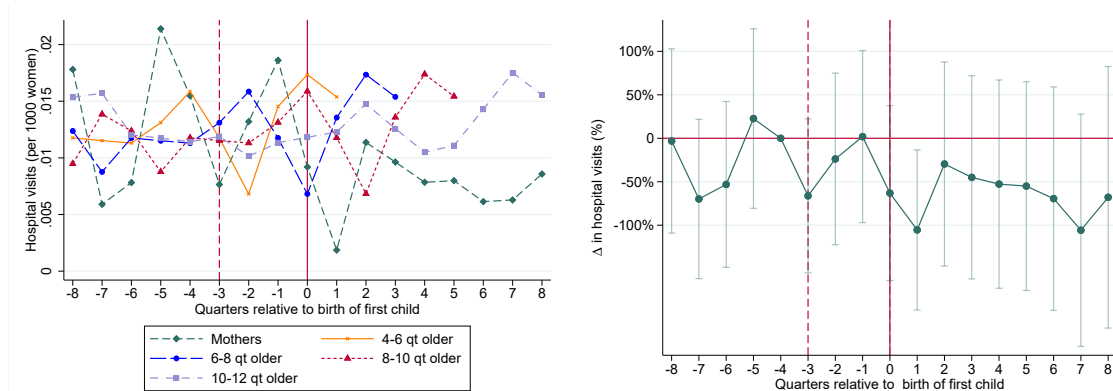 Hospital visits (per 1000 women)
.02
.015
.01
.005
0
-8 -7 -6 -5 -4 -3 -2 -1 0 1 2 3 4 5 6 7 8
Quarters relative to birth of first child
Mothers
4-6 qt older
6-8 qt older
8-10 qt older
10-12 qt older
Δ in hospital visits (%)
100%
50%
0
-50%
-100%
-8 -7 -6 -5 -4 -3 -2 -1 0 1 2 3 4 5 6 7 8
Quarters relative to birth of first child